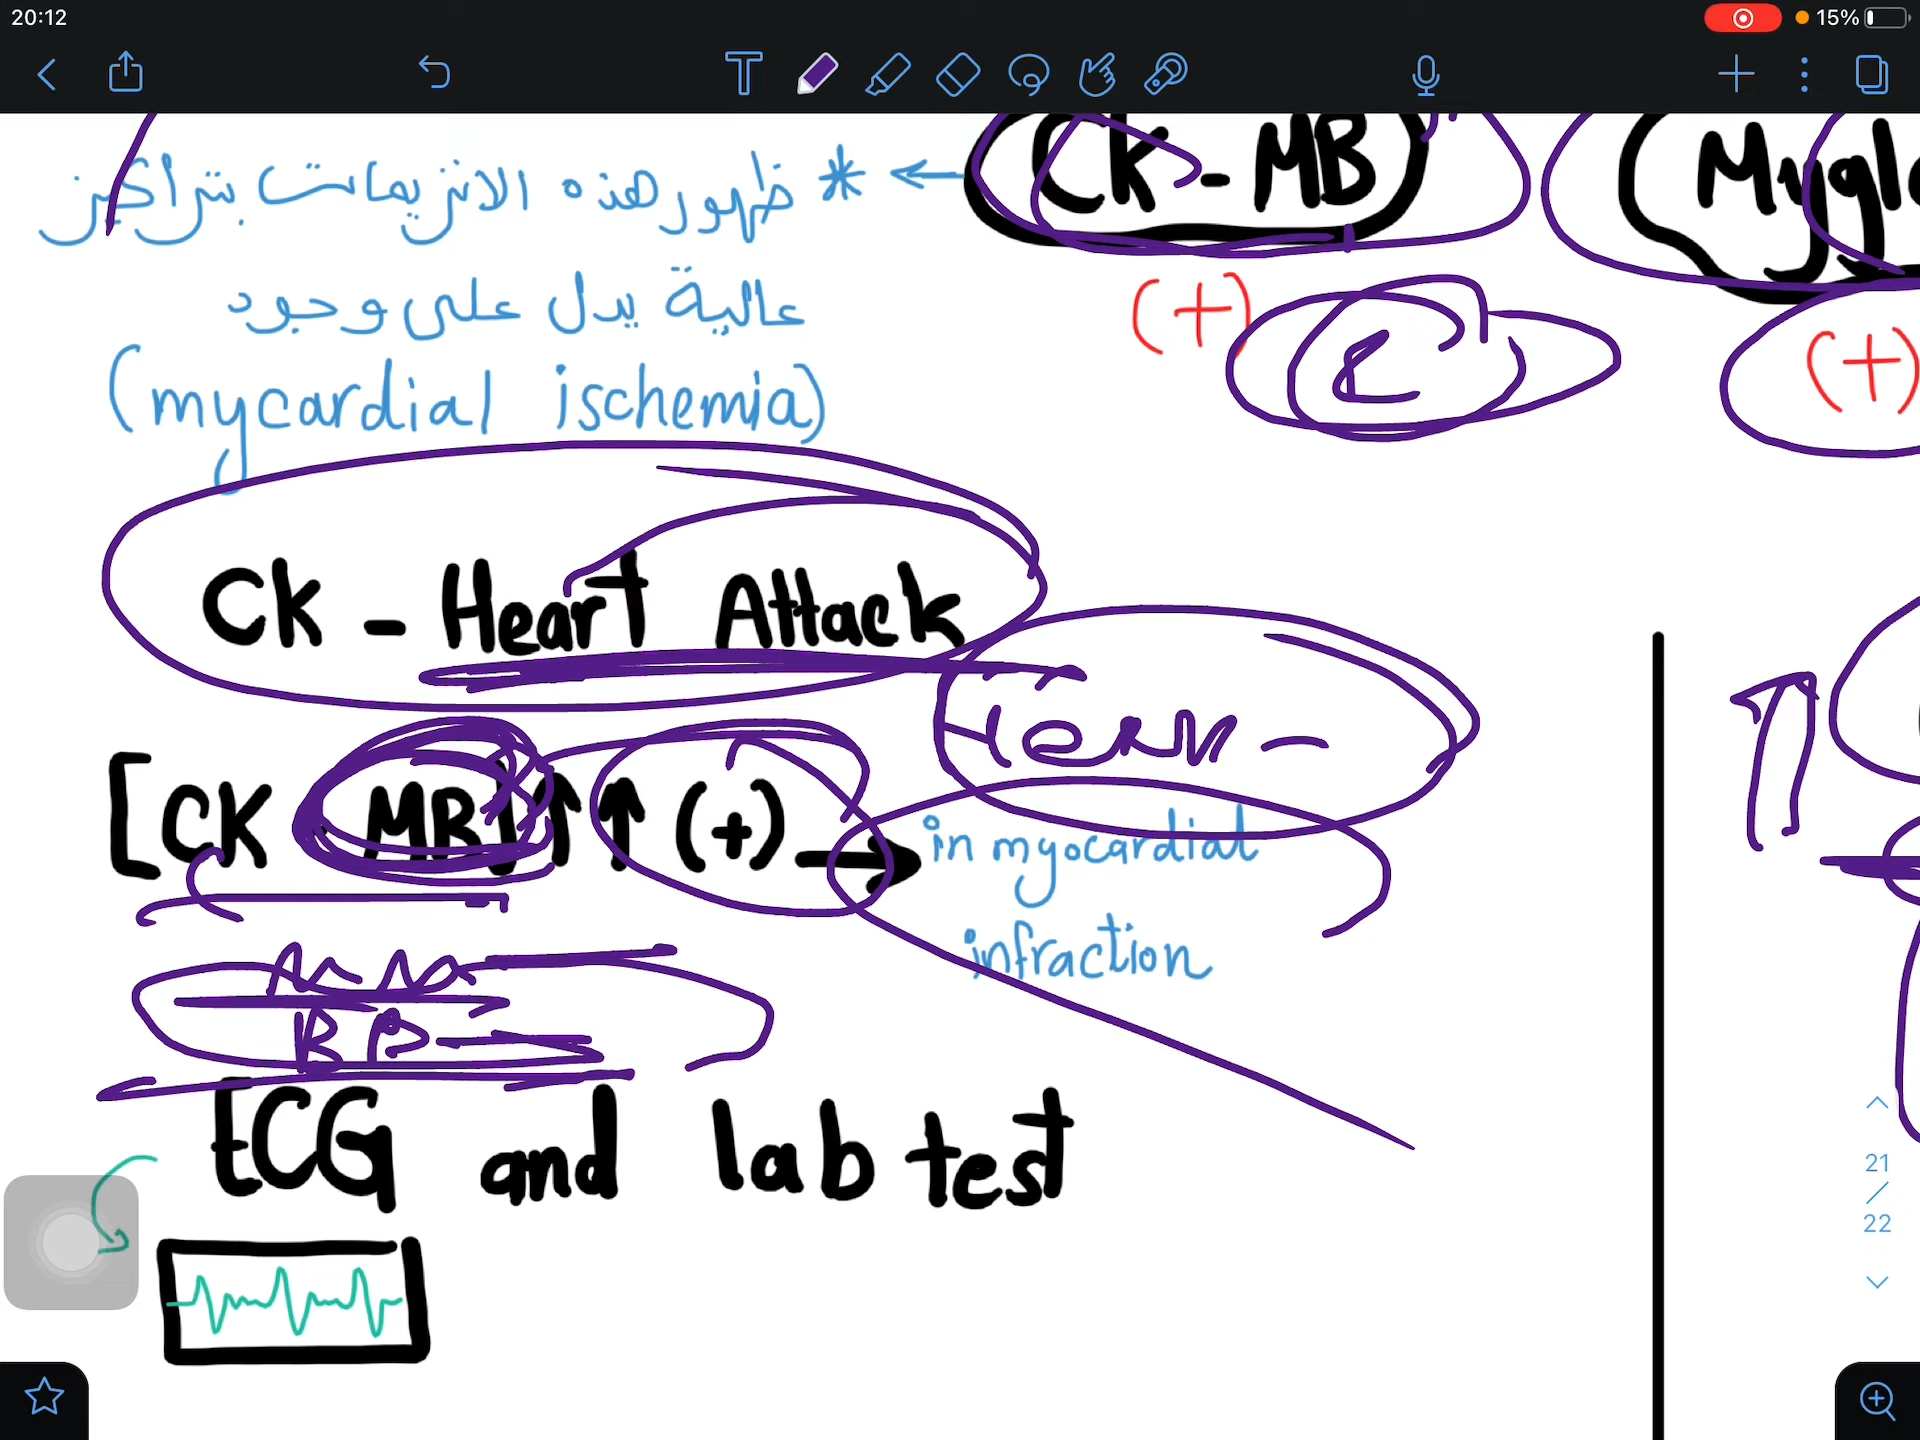 20:12
15%
CK-MB
* ظهور هذه الانزيمات بتراكيز
عالية يدل على وجود
(mycardial ischemia)
(+)
(+)
CK - Heart Attack
[CK MB] ↑↑ (+) →
in myocardial
infraction
ECG and lab test
21
/
22